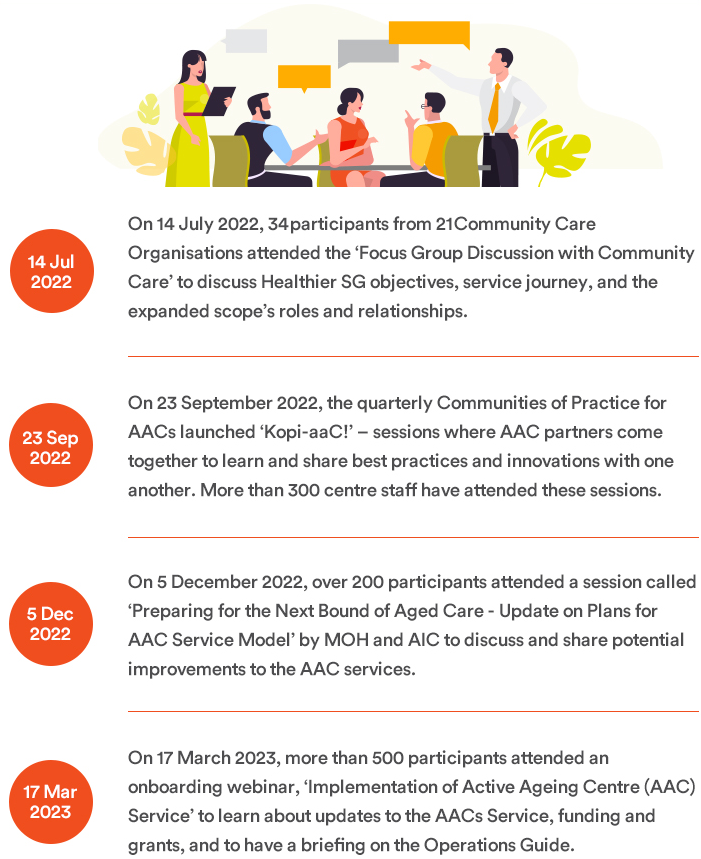 14 Jul
2022
On 14 July 2022, 34participants from 21Community Care
Organisations attended the ‘Focus Group Discussion with Community
Care’ to discuss Healthier SG objectives, service journey, and the
expanded scope’s roles and relationships.
23 Sep
2022
On 23 September 2022, the quarterly Communities of Practice for
AACs launched ‘Kopi-aaC!’ – sessions where AAC partners come
together to learn and share best practices and innovations with one
another. More than 300 centre staff have attended these sessions.
5 Dec
2022
On 5 December 2022, over 200 participants attended a session called
‘Preparing for the Next Bound of Aged Care - Update on Plans for
AAC Service Model’ by MOH and AIC to discuss and share potential
improvements to the AAC services.
17 Mar
2023
On 17 March 2023, more than 500 participants attended an
onboarding webinar, ‘Implementation of Active Ageing Centre (AAC)
Service’ to learn about updates to the AACs Service, funding and
grants, and to have a briefing on the Operations Guide.